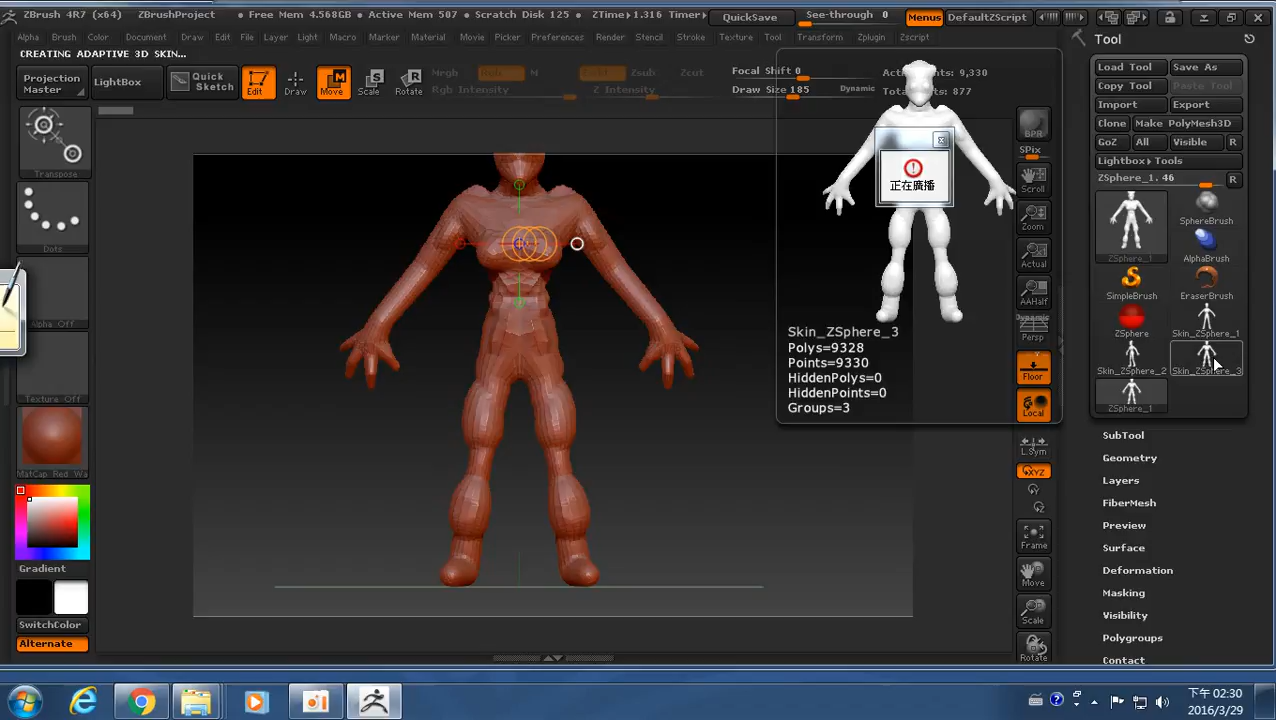 ZBrush 4R7 (x64) ZBrushProject • Free Mem 4.568GB • Active Mem 507 • Scratch Disk 125 • ZTime▸1.316 Timer▸ QuickSave See-through 0 Menus DefaultZScript
Alpha Brush Color Document Draw Edit File Layer Light Macro Marker Material Movie Picker Preferences Render Stencil Stroke Texture Tool Transform Zplugin Zscript
CREATING ADAPTIVE 3D SKIN...
Projection Master
LightBox
Quick Sketch
Edit
Draw
Move
Scale
Rotate
Mrgb Rgb M
Rgb Intensity
Zadd Zsub Zcut
Z Intensity
Focal Shift 0
Draw Size 185 Dynamic
Points: 9,330
Total Points: 877
Transpose
Dots
Alpha Off
Texture Off
MatCap Red Wa
Gradient
SwitchColor
Alternate
正在廣播
Skin_ZSphere_3
Polys=9328
Points=9330
HiddenPolys=0
HiddenPoints=0
Groups=3
BPR
SPix
Scroll
Zoom
Actual
AAHalf
Dynamic
Persp
Floor
Local
L.Sym
XYZ
Frame
Move
Scale
Rotate
Tool
Load Tool Save As
Copy Tool Paste Tool
Import Export
Clone Make PolyMesh3D
GoZ All Visible R
Lightbox▸Tools
ZSphere_1. 46 R
ZSphere_1
SphereBrush
AlphaBrush
SimpleBrush EraserBrush
ZSphere Skin_ZSphere_1
Skin_ZSphere_2 Skin_ZSphere_3
ZSphere_1
SubTool
Geometry
Layers
FiberMesh
Preview
Surface
Deformation
Masking
Visibility
Polygroups
Contact
下午 02:30
2016/3/29